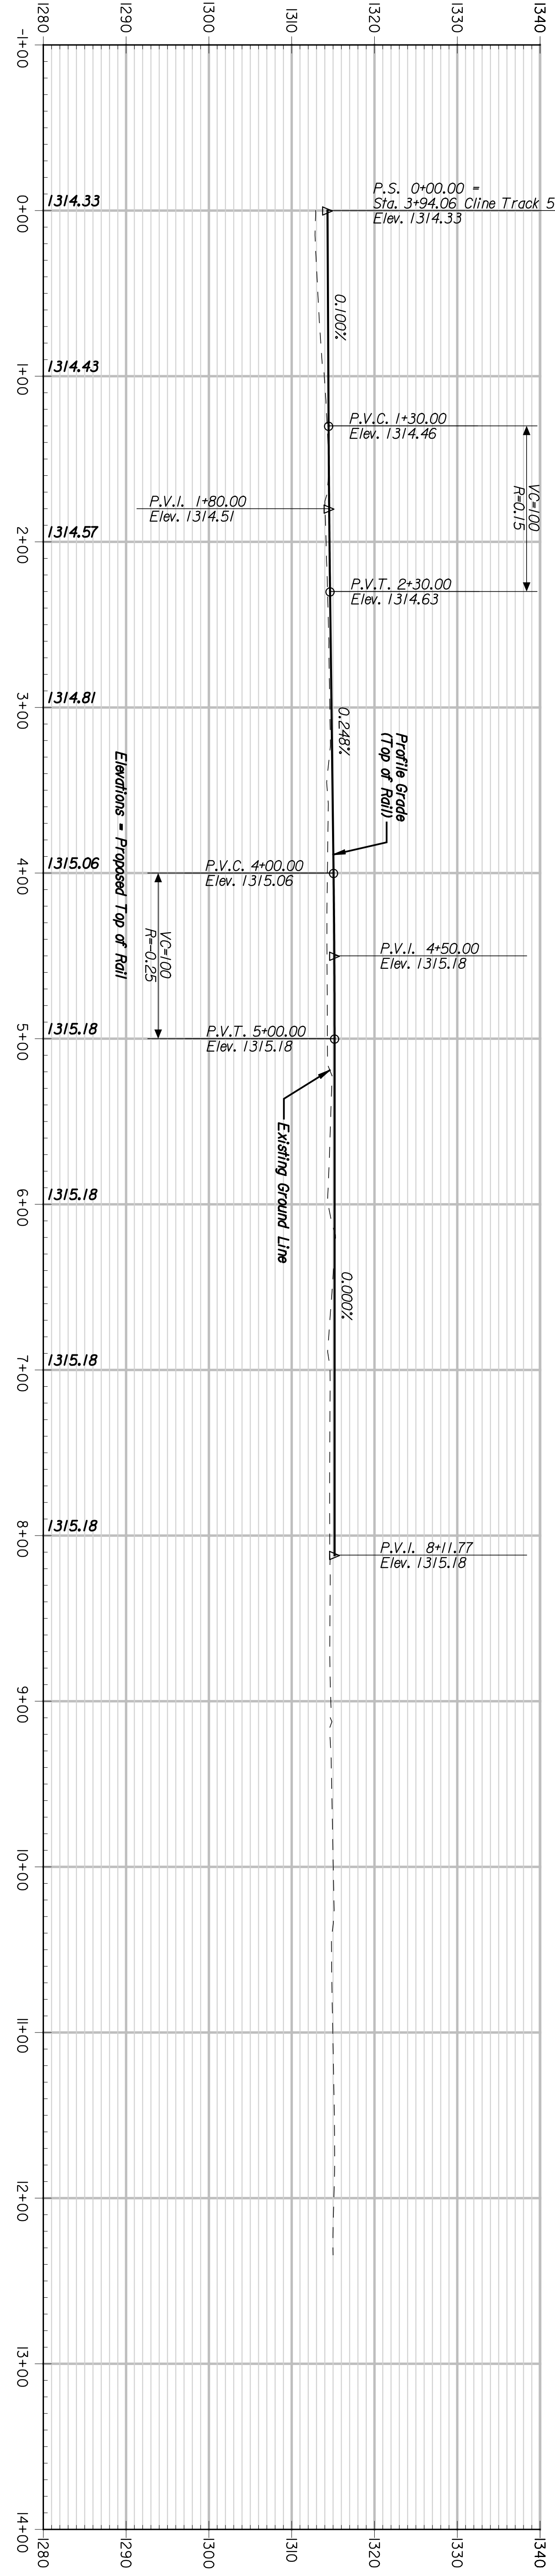 1340
1330
1320
1310
1300
1290
1280
P.S. 0+00.00 =
Sta. 3+94.06 Cline Track 5
Elev. 1314.33
0.100%
P.V.C. 1+30.00
Elev. 1314.46
VC=100
R=0.15
P.V.I. 1+80.00
Elev. 1314.51
P.V.T. 2+30.00
Elev. 1314.63
0.248%
Profile Grade
(Top of Rail)
P.V.C. 4+00.00
Elev. 1315.06
VC=100
R=-0.25
P.V.I. 4+50.00
Elev. 1315.18
P.V.T. 5+00.00
Elev. 1315.18
Elevations = Proposed Top of Rail
Existing Ground Line
0.000%
P.V.I. 8+11.77
Elev. 1315.18
1314.33
1314.43
1314.57
1314.81
1315.06
1315.18
1315.18
1315.18
1315.18
-1+00
0+00
1+00
2+00
3+00
4+00
5+00
6+00
7+00
8+00
9+00
10+00
11+00
12+00
13+00
14+00
1340
1330
1320
1310
1300
1290
1280